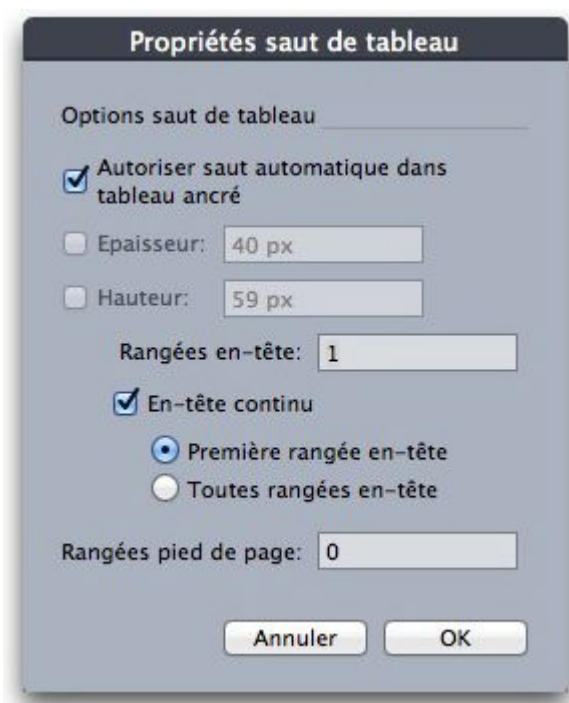 Propriétés saut de tableau
Options saut de tableau
Autoriser saut automatique dans
tableau ancré
Epaisseur: 40 px
Hauteur: 59 px
Rangées en-tête: 1
En-tête continu
Première rangée en-tête
Toutes rangées en-tête
Rangées pied de page: 0
Annuler OK